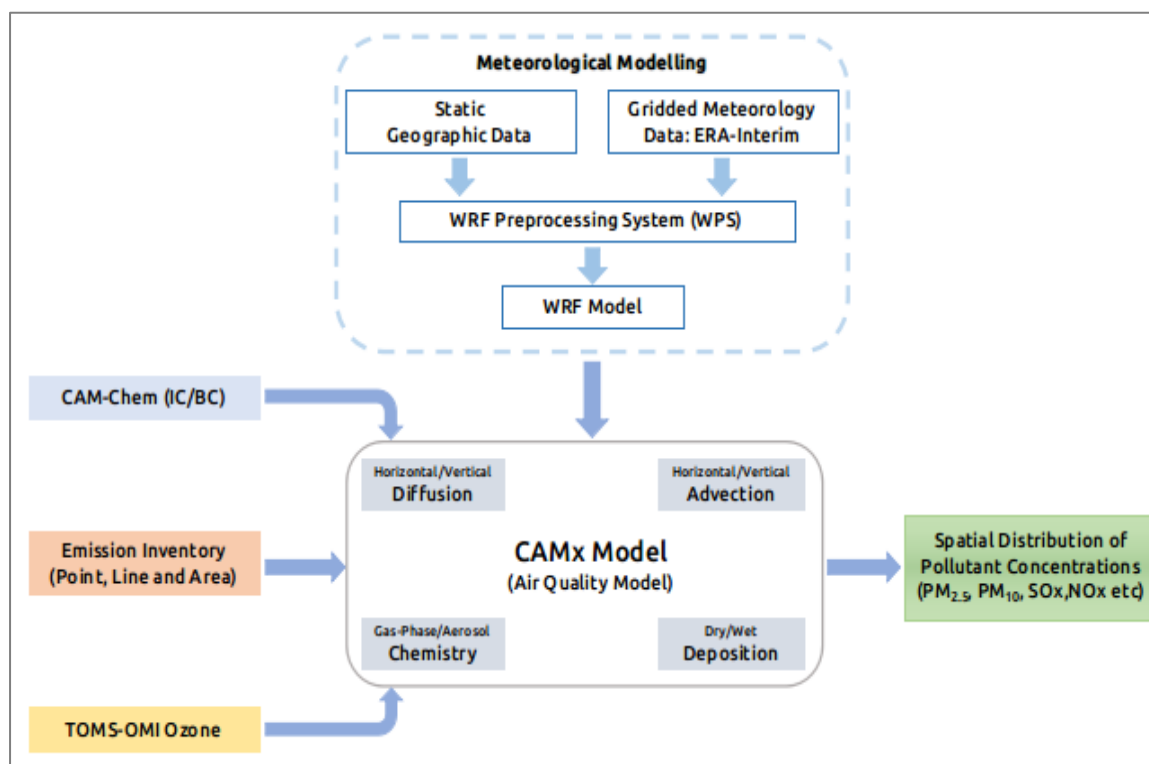 Meteorological Modelling
Static
Geographic Data
Gridded Meteorology
Data: ERA-Interim
WRF Preprocessing System (WPS)
WRF Model
CAM-Chem (IC/BC)
Horizontal/Vertical
Diffusion
Horizontal/Vertical
Advection
Emission Inventory
(Point, Line and Area)
CAMx Model
(Air Quality Model)
Spatial Distribution of
Pollutant Concentrations
(PM₂.₅, PM₁₀, SOx,NOx etc)
Gas-Phase/Aerosol
Chemistry
Dry/Wet
Deposition
TOMS-OMI Ozone